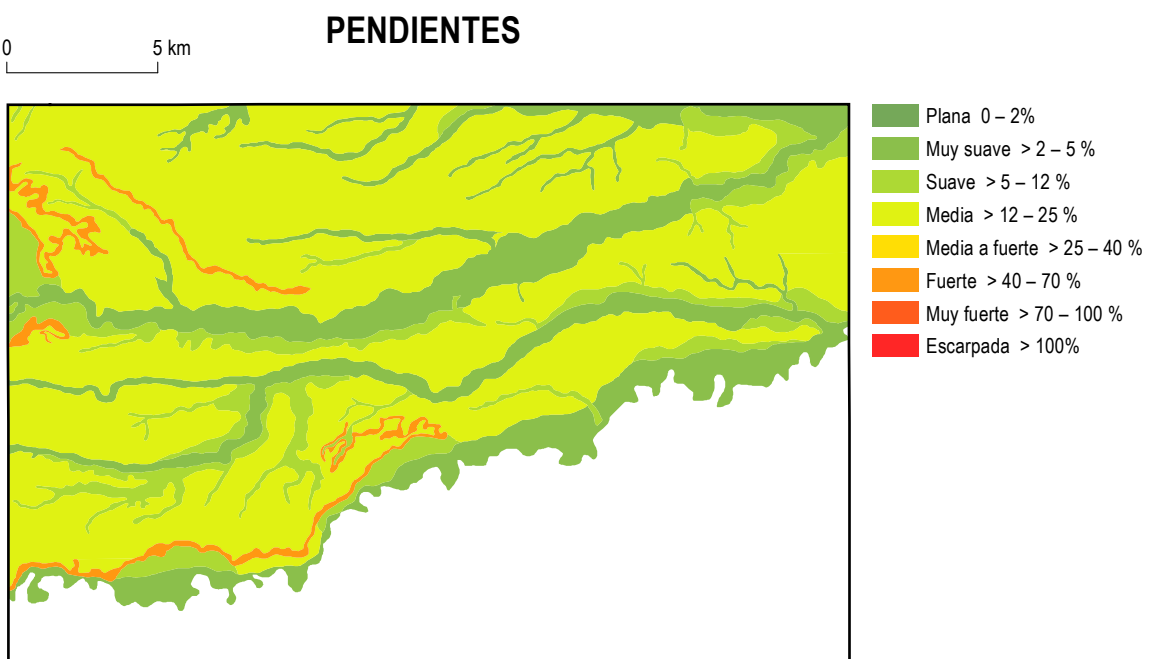 PENDIENTES
0 5 km
Plana 0 – 2%
Muy suave > 2 – 5 %
Suave > 5 – 12 %
Media > 12 – 25 %
Media a fuerte > 25 – 40 %
Fuerte > 40 – 70 %
Muy fuerte > 70 – 100 %
Escarpada > 100%